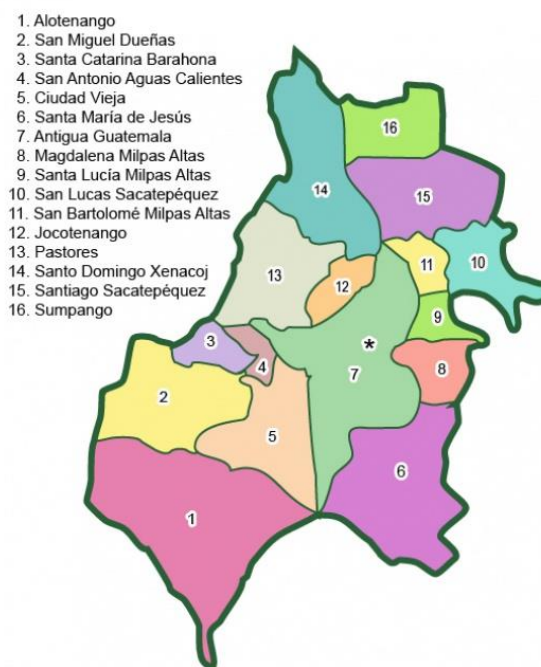 1. Alotenango
2. San Miguel Dueñas
3. Santa Catarina Barahona
4. San Antonio Aguas Calientes
5. Ciudad Vieja
6. Santa María de Jesús
7. Antigua Guatemala
8. Magdalena Milpas Altas
9. Santa Lucía Milpas Altas
10. San Lucas Sacatepéquez
11. San Bartolomé Milpas Altas
12. Jocotenango
13. Pastores
14. Santo Domingo Xenacoj
15. Santiago Sacatepéquez
16. Sumpango
16
14
15
11
10
13
12
9
*
3
4
7
8
2
5
6
1